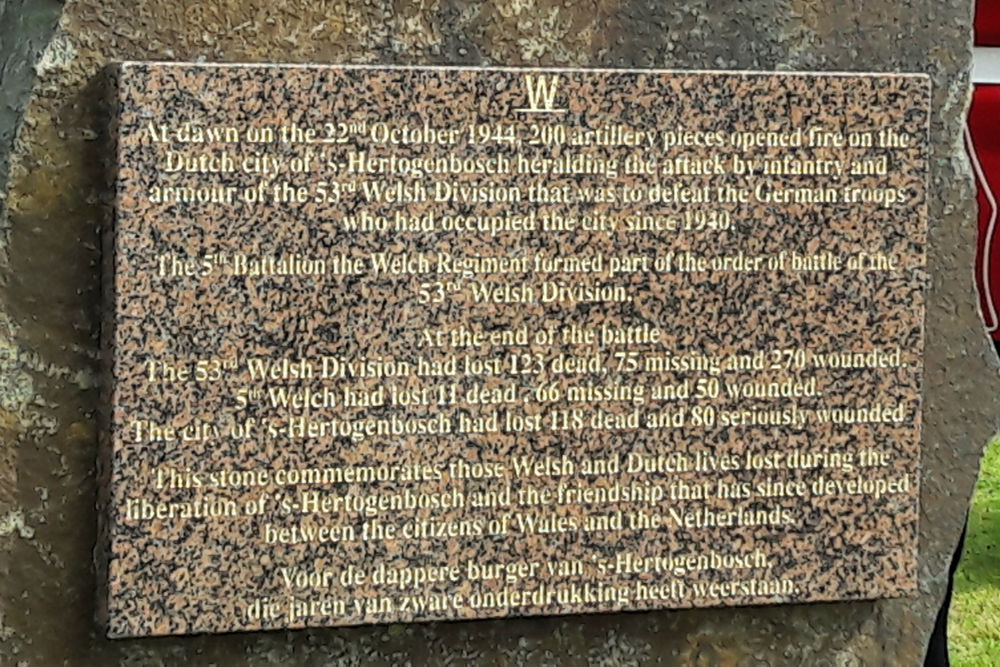 W
At dawn on the 22nd October 1944, 200 artillery pieces opened fire on the
Dutch city of 's-Hertogenbosch heralding the attack by infantry and
armour of the 53rd Welsh Division that was to defeat the German troops
who had occupied the city since 1940.
The 5th Battalion the Welch Regiment formed part of the order of battle of the
53rd Welsh Division.
At the end of the battle
The 53rd Welsh Division had lost 123 dead, 75 missing and 270 wounded.
5th Welch had lost 11 dead , 66 missing and 50 wounded.
The city of 's-Hertogenbosch had lost 118 dead and 80 seriously wounded
This stone commemorates those Welsh and Dutch lives lost during the
liberation of 's-Hertogenbosch and the friendship that has since developed
between the citizens of Wales and the Netherlands.
Voor de dappere burger van 's-Hertogenbosch,
die jaren van zware onderdrukking heeft weerstaan.